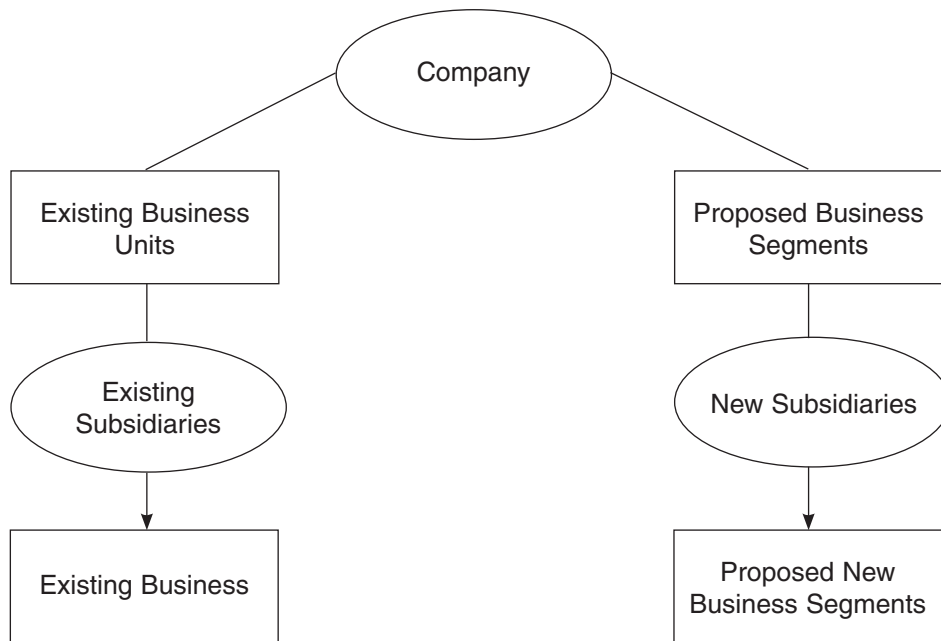 Company
Existing Business
Units
Proposed Business
Segments
Existing
Subsidiaries
New Subsidiaries
Existing Business
Proposed New
Business Segments